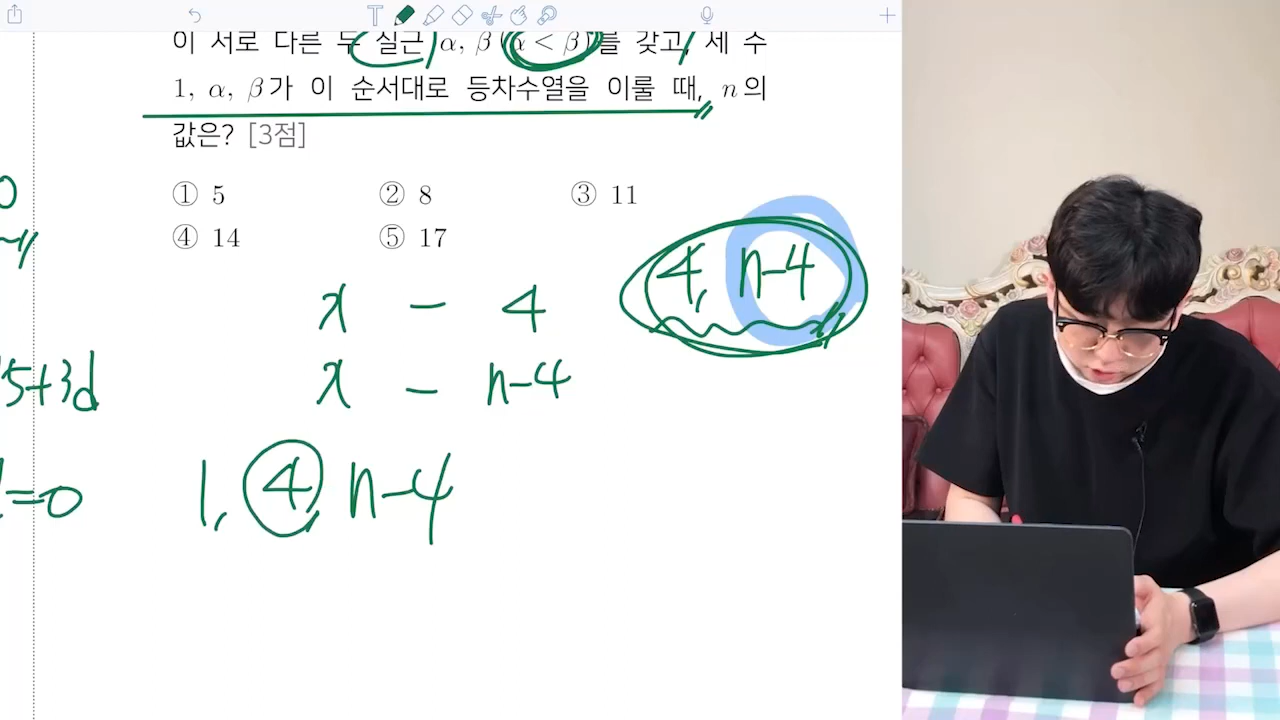 이 서로 다른 두 실근 α, β (α < β)를 갖고, 세 수
1, α, β가 이 순서대로 등차수열을 이룰 때, n의
값은? [3점]
① 5 ② 8 ③ 11
④ 14 ⑤ 17
4, n-4
x - 4
x - n-4
1, 4, n-4
0
5+3d
=0